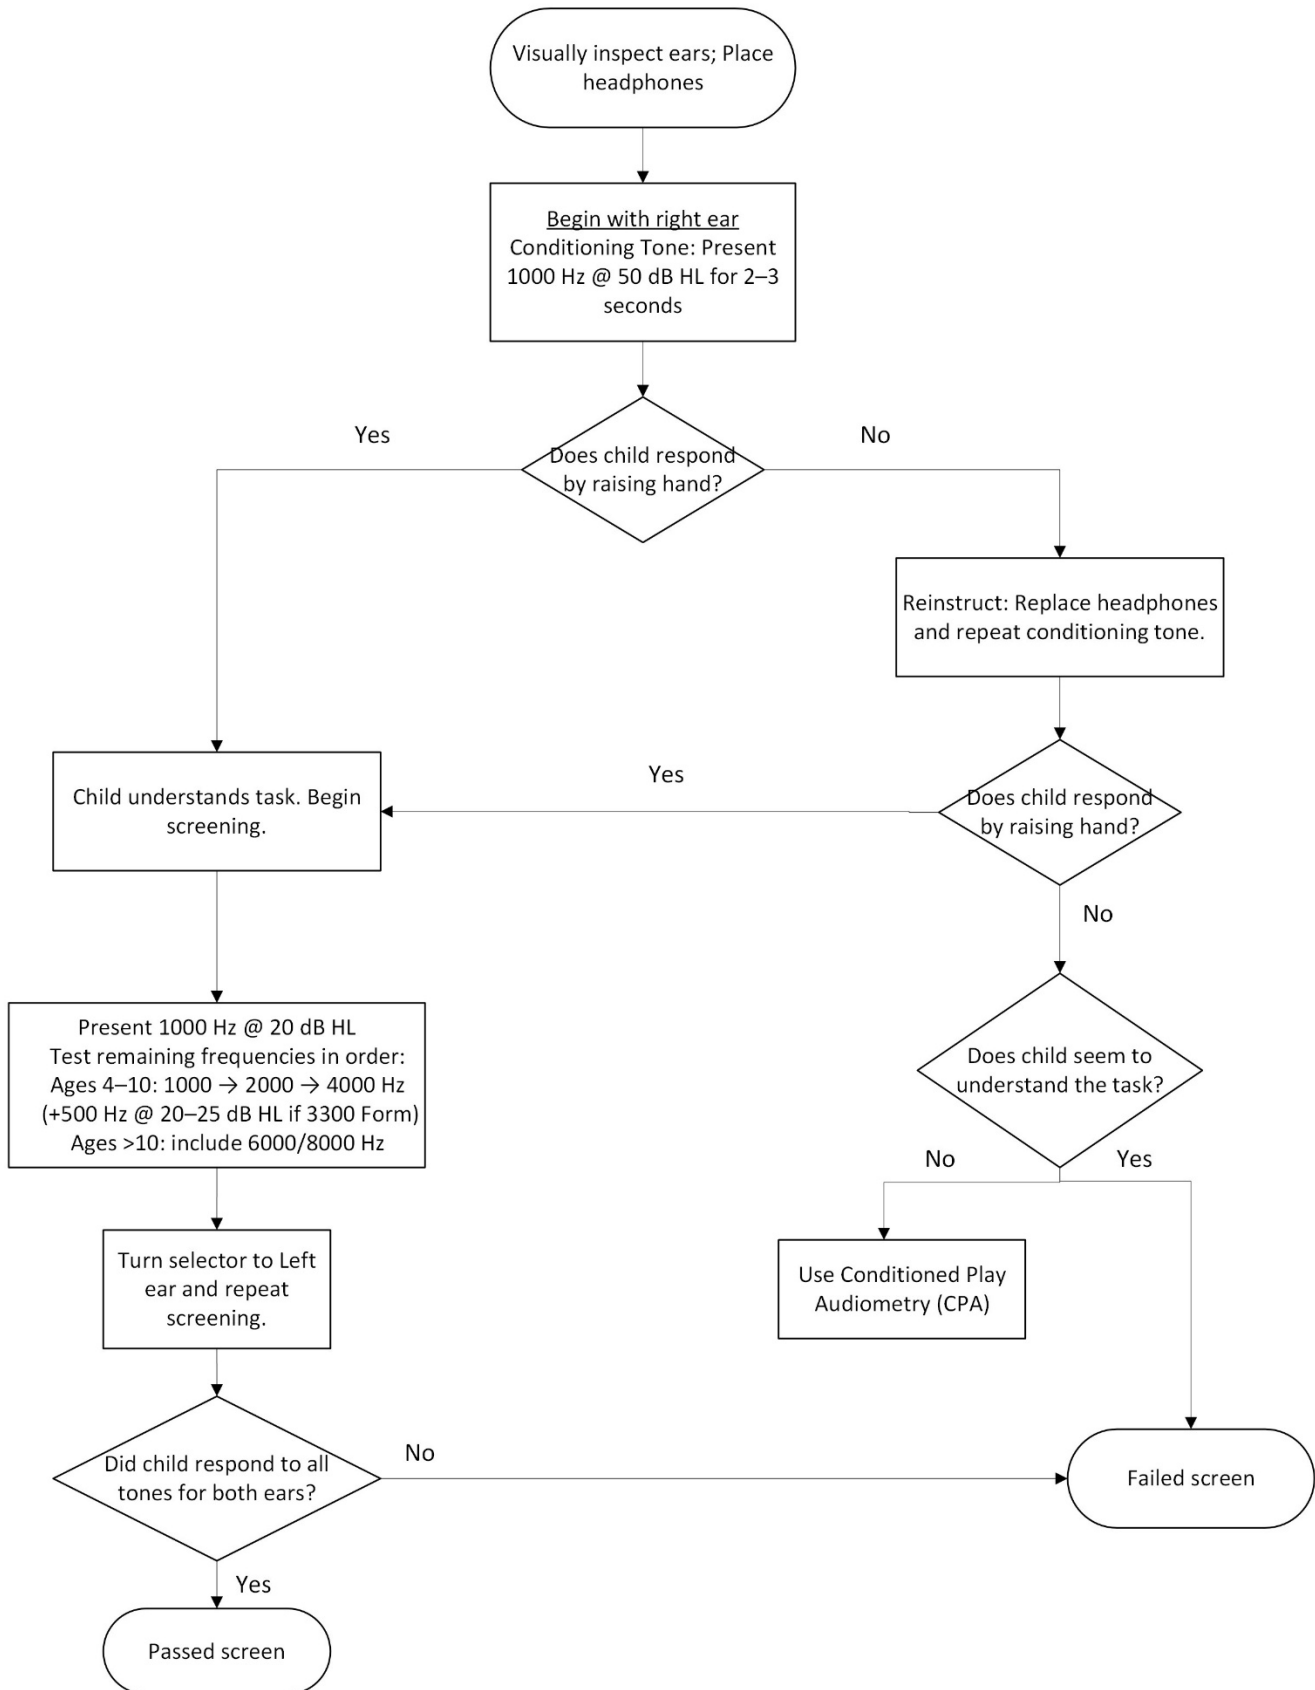 Visually inspect ears; Place
headphones
Begin with right ear
Conditioning Tone: Present
1000 Hz @ 50 dB HL for 2–3
seconds
Does child respond
by raising hand?
Yes
No
Reinstruct: Replace headphones
and repeat conditioning tone.
Does child respond
by raising hand?
Yes
No
Child understands task. Begin
screening.
Present 1000 Hz @ 20 dB HL
Test remaining frequencies in order:
Ages 4–10: 1000 → 2000 → 4000 Hz
(+500 Hz @ 20–25 dB HL if 3300 Form)
Ages >10: include 6000/8000 Hz
Does child seem to
understand the task?
No
Yes
Use Conditioned Play
Audiometry (CPA)
Turn selector to Left
ear and repeat
screening.
Did child respond to all
tones for both ears?
No
Failed screen
Yes
Passed screen